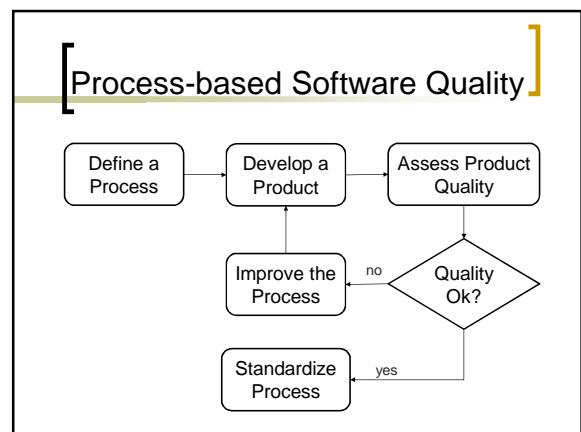 Process-based Software Quality
Define a
Process
Develop a
Product
Assess Product
Quality
Improve the
Process
no
Quality
Ok?
Standardize
Process
yes